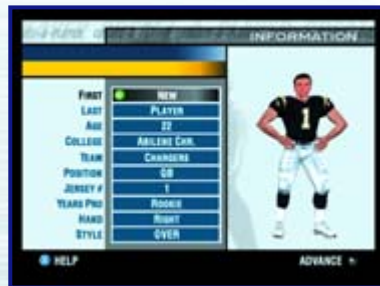 INFORMATION
FIRST NEW
LAST PLAYER
AGE 22
COLLEGE ABILENE CHR.
TEAM CHARGERS
POSITION QB
JERSEY # 1
YEARS PRO ROOKIE
HAND RIGHT
STYLE OVER
1
HELP ADVANCE